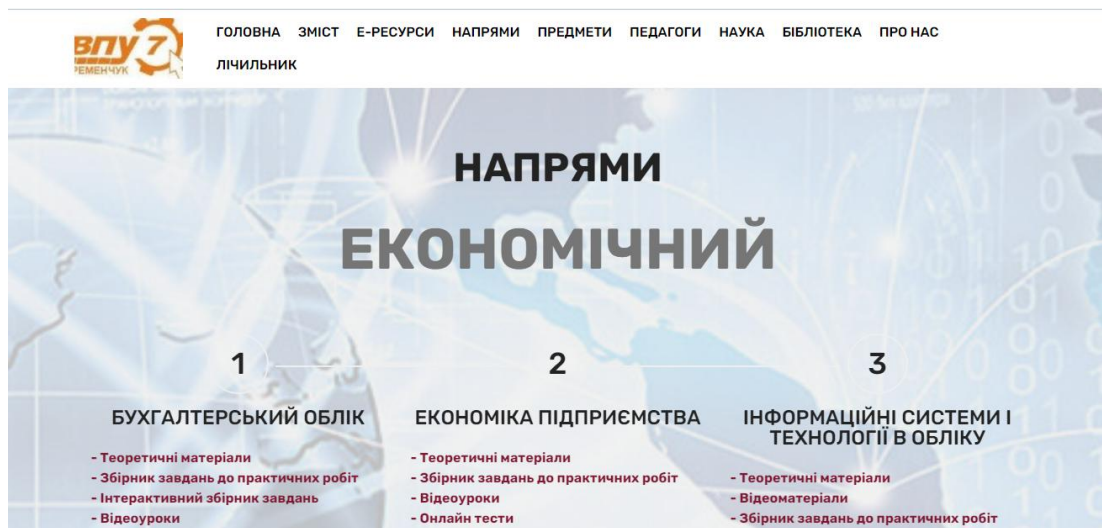 ВПУ 7
РЕМЕНЧУК
ГОЛОВНА ЗМІСТ Е-РЕСУРСИ НАПРЯМИ ПРЕДМЕТИ ПЕДАГОГИ НАУКА БІБЛІОТЕКА ПРО НАС
ЛІЧИЛЬНИК
НАПРЯМИ
ЕКОНОМІЧНИЙ
1
БУХГАЛТЕРСЬКИЙ ОБЛІК
- Теоретичні матеріали
- Збірник завдань до практичних робіт
- Інтерактивний збірник завдань
- Відеоуроки
2
ЕКОНОМІКА ПІДПРИЄМСТВА
- Теоретичні матеріали
- Збірник завдань до практичних робіт
- Відеоуроки
- Онлайн тести
3
ІНФОРМАЦІЙНІ СИСТЕМИ І
ТЕХНОЛОГІЇ В ОБЛІКУ
- Теоретичні матеріали
- Відеоматеріали
- Збірник завдань до практичних робіт